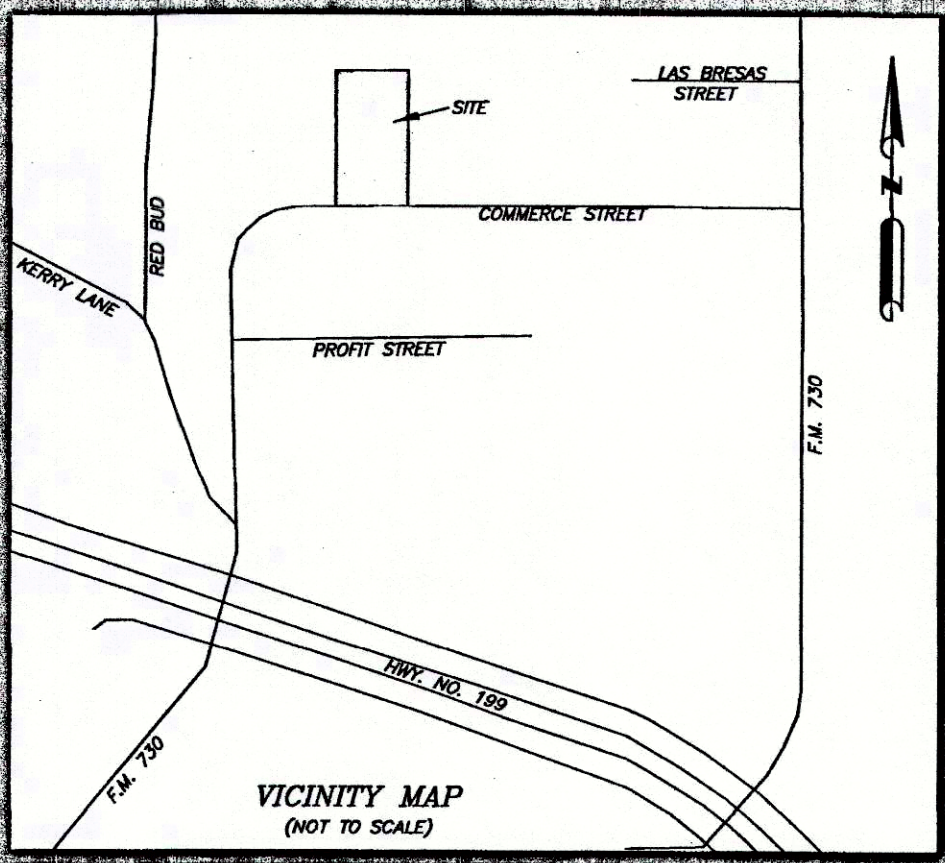 LAS BRESAS
STREET
SITE
COMMERCE STREET
RED BUD
KERRY LANE
PROFIT STREET
F.M. 730
HWY. NO. 199
F.M. 730
VICINITY MAP
(NOT TO SCALE)
N